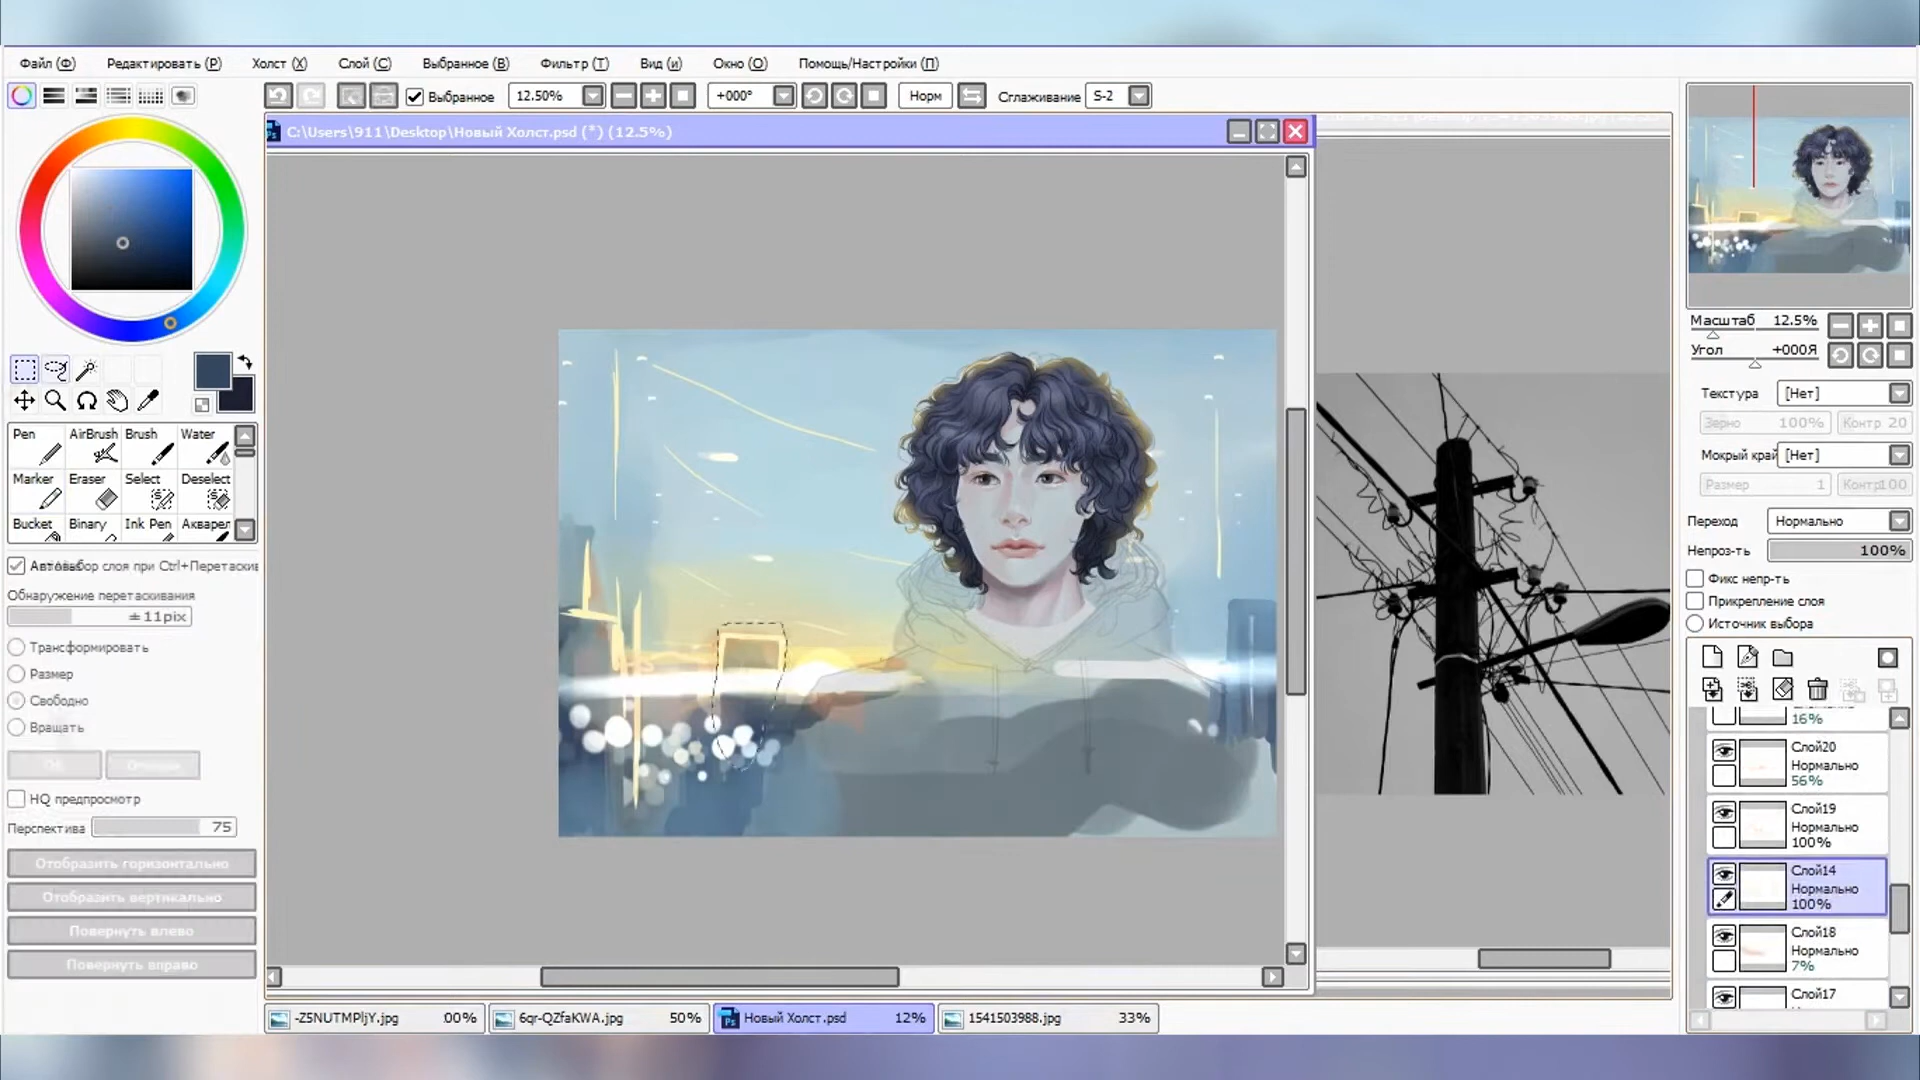 Файл (Ф) Редактировать (Р) Холст (Х) Слой (С) Выбранное (В) Фильтр (Т) Вид (и) Окно (О) Помощь/Настройки (П)
Выбранное 12.50% +000° Норм Сглаживание S-2
C:\Users\911\Desktop\Новый Холст.psd (*) (12.5%)
Масштаб 12.5%
Угол +000Я
Текстура [Нет]
Зерно 100% Контр 20
Мокрый край [Нет]
Размер 1 Контр 100
Переход Нормально
Непроз-ть 100%
Фикс непр-ть
Прикрепление слоя
Источник выбора
16%
Слой20
Нормально
56%
Слой19
Нормально
100%
Слой14
Нормально
100%
Слой18
Нормально
7%
Слой17
Pen AirBrush Brush Water
Marker Eraser Select Deselect
Bucket Binary Ink Pen Акварел
слоя при Ctrl+Перетаскив
Обнаружение перетаскивания
±11pix
Трансформировать
Размер
Свободно
Вращать
HQ предпросмотр
Перспектива 75
Отобразить горизонтально
Отобразить вертикально
Повернуть влево
Повернуть вправо
-Z5NUTMPljY.jpg 00% 6qr-QZfaKWA.jpg 50% Новый Холст.psd 12% 1541503988.jpg 33%